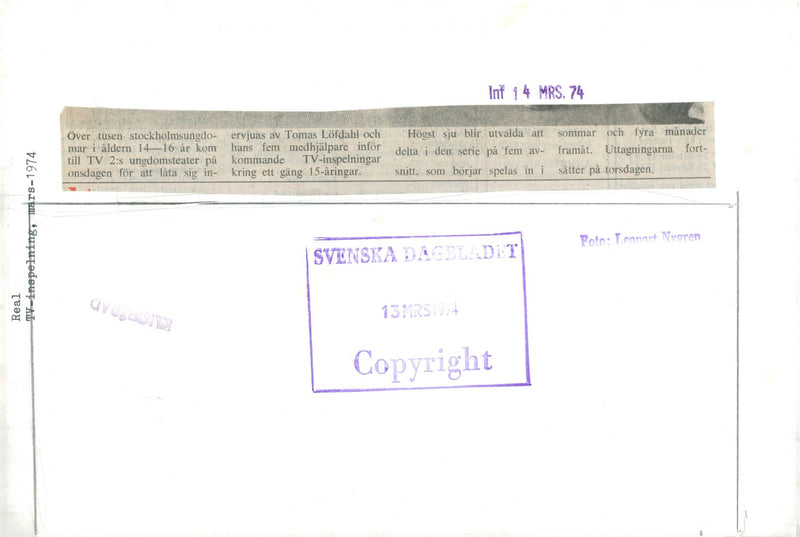 Inf 14 MRS. 74
Över tusen stockholmsungdo-
mar i åldern 14—16 år kom
till TV 2:s ungdomsteater på
onsdagen för att låta sig in-
ervjuas av Tomas Löfdahl och
hans fem medhjälpare inför
kommande TV-inspelningar
kring ett gäng 15-åringar.
Högst sju blir utvalda att
delta i den serie på fem av-
snitt, som börjar spelas in i
sommar och fyra månader
framåt. Uttagningarna fort-
sätter på torsdagen.
Real
TV-inspelning, mars-1974
SVENSKA DAGBLADET
13 MRS 1974
Copyright
Foto: Lennart Nygren